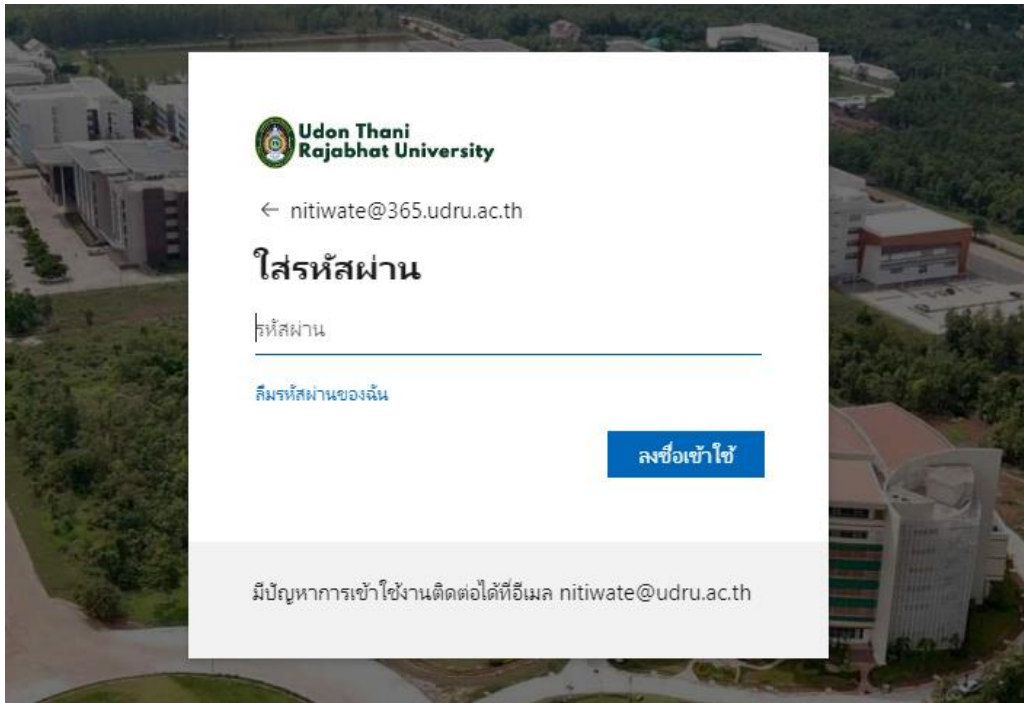 Udon Thani
Rajabhat University
← nitiwate@365.udru.ac.th
ใส่รหัสผ่าน
รหัสผ่าน
ลืมรหัสผ่านของฉัน
ลงชื่อเข้าใช้
มีปัญหาการเข้าใช้งานติดต่อได้ที่อีเมล nitiwate@udru.ac.th